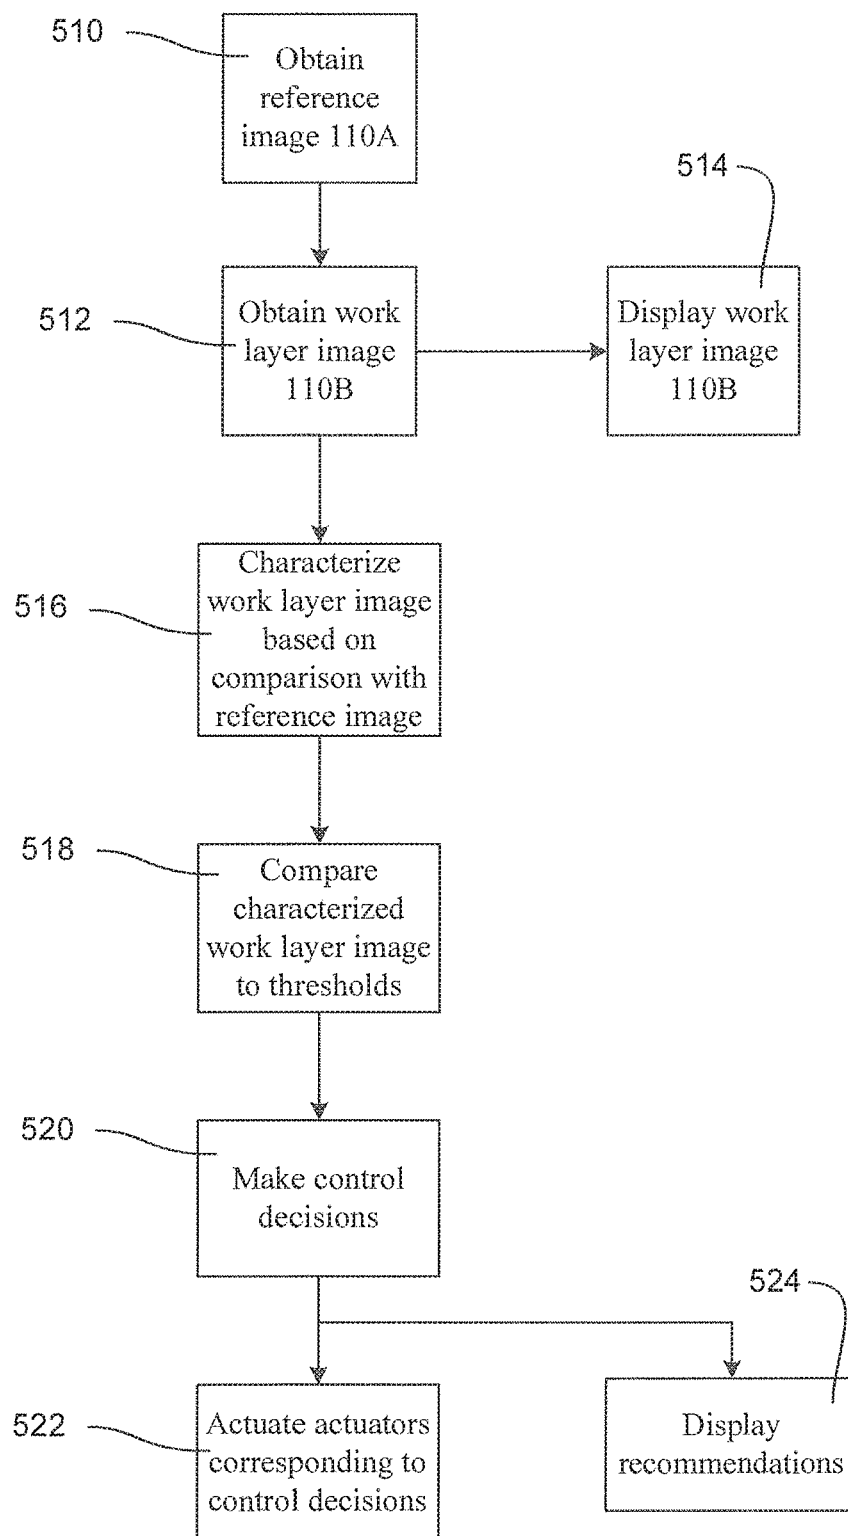 510
Obtain
reference
image 110A
514
512
Obtain work
layer image
110B
Display work
layer image
110B
516
Characterize
work layer image
based on
comparison with
reference image
518
Compare
characterized
work layer image
to thresholds
520
Make control
decisions
524
522
Actuate actuators
corresponding to
control decisions
Display
recommendations